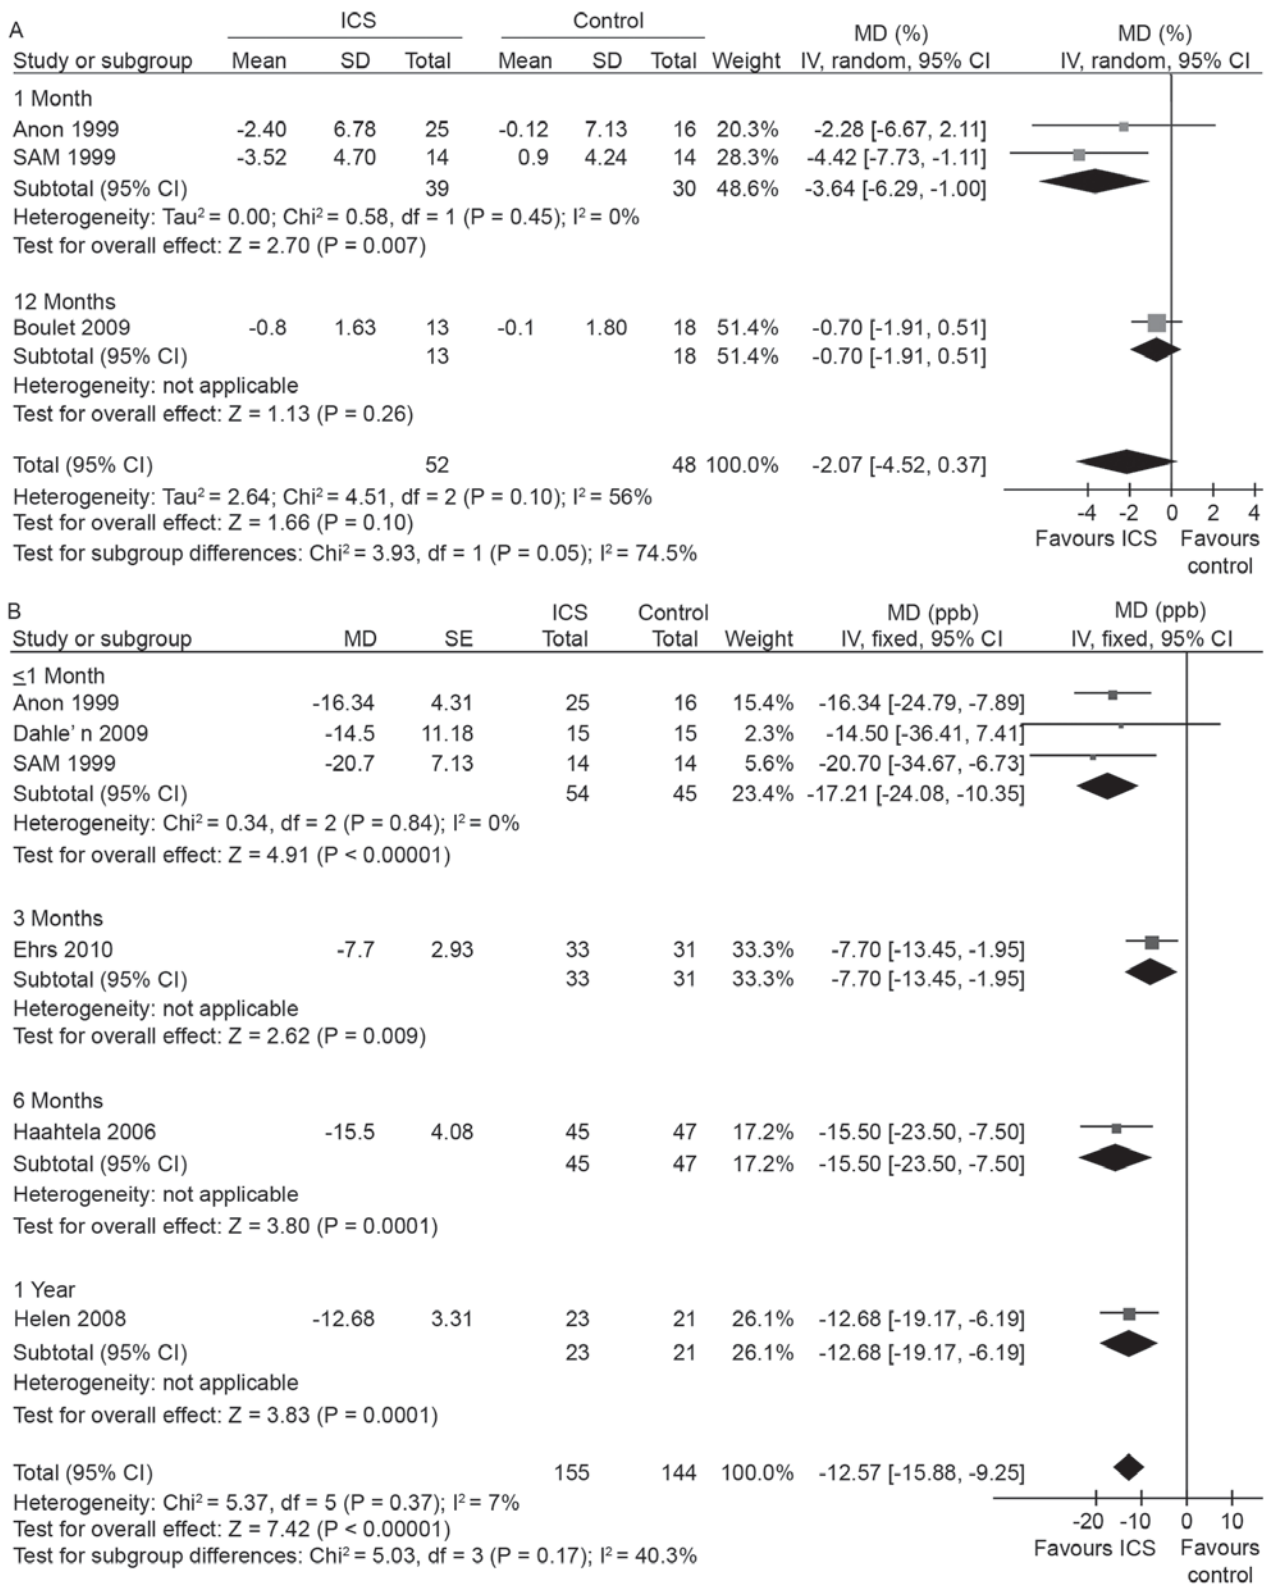 A
ICS Control MD (%) MD (%)
Study or subgroup Mean SD Total Mean SD Total Weight IV, random, 95% CI IV, random, 95% CI
1 Month
Anon 1999 -2.40 6.78 25 -0.12 7.13 16 20.3% -2.28 [-6.67, 2.11]
SAM 1999 -3.52 4.70 14 0.9 4.24 14 28.3% -4.42 [-7.73, -1.11]
Subtotal (95% CI) 39 30 48.6% -3.64 [-6.29, -1.00]
Heterogeneity: Tau² = 0.00; Chi² = 0.58, df = 1 (P = 0.45); I² = 0%
Test for overall effect: Z = 2.70 (P = 0.007)
12 Months
Boulet 2009 -0.8 1.63 13 -0.1 1.80 18 51.4% -0.70 [-1.91, 0.51]
Subtotal (95% CI) 13 18 51.4% -0.70 [-1.91, 0.51]
Heterogeneity: not applicable
Test for overall effect: Z = 1.13 (P = 0.26)
Total (95% CI) 52 48 100.0% -2.07 [-4.52, 0.37]
Heterogeneity: Tau² = 2.64; Chi² = 4.51, df = 2 (P = 0.10); I² = 56%
Test for overall effect: Z = 1.66 (P = 0.10)
Test for subgroup differences: Chi² = 3.93, df = 1 (P = 0.05); I² = 74.5%
-4 -2 0 2 4
Favours ICS Favours
control
B
ICS Control MD (ppb) MD (ppb)
Study or subgroup MD SE Total Total Weight IV, fixed, 95% CI IV, fixed, 95% CI
≤1 Month
Anon 1999 -16.34 4.31 25 16 15.4% -16.34 [-24.79, -7.89]
Dahle' n 2009 -14.5 11.18 15 15 2.3% -14.50 [-36.41, 7.41]
SAM 1999 -20.7 7.13 14 14 5.6% -20.70 [-34.67, -6.73]
Subtotal (95% CI) 54 45 23.4% -17.21 [-24.08, -10.35]
Heterogeneity: Chi² = 0.34, df = 2 (P = 0.84); I² = 0%
Test for overall effect: Z = 4.91 (P < 0.00001)
3 Months
Ehrs 2010 -7.7 2.93 33 31 33.3% -7.70 [-13.45, -1.95]
Subtotal (95% CI) 33 31 33.3% -7.70 [-13.45, -1.95]
Heterogeneity: not applicable
Test for overall effect: Z = 2.62 (P = 0.009)
6 Months
Haahtela 2006 -15.5 4.08 45 47 17.2% -15.50 [-23.50, -7.50]
Subtotal (95% CI) 45 47 17.2% -15.50 [-23.50, -7.50]
Heterogeneity: not applicable
Test for overall effect: Z = 3.80 (P = 0.0001)
1 Year
Helen 2008 -12.68 3.31 23 21 26.1% -12.68 [-19.17, -6.19]
Subtotal (95% CI) 23 21 26.1% -12.68 [-19.17, -6.19]
Heterogeneity: not applicable
Test for overall effect: Z = 3.83 (P = 0.0001)
Total (95% CI) 155 144 100.0% -12.57 [-15.88, -9.25]
Heterogeneity: Chi² = 5.37, df = 5 (P = 0.37); I² = 7%
Test for overall effect: Z = 7.42 (P < 0.00001)
Test for subgroup differences: Chi² = 5.03, df = 3 (P = 0.17); I² = 40.3%
-20 -10 0 10
Favours ICS Favours
control